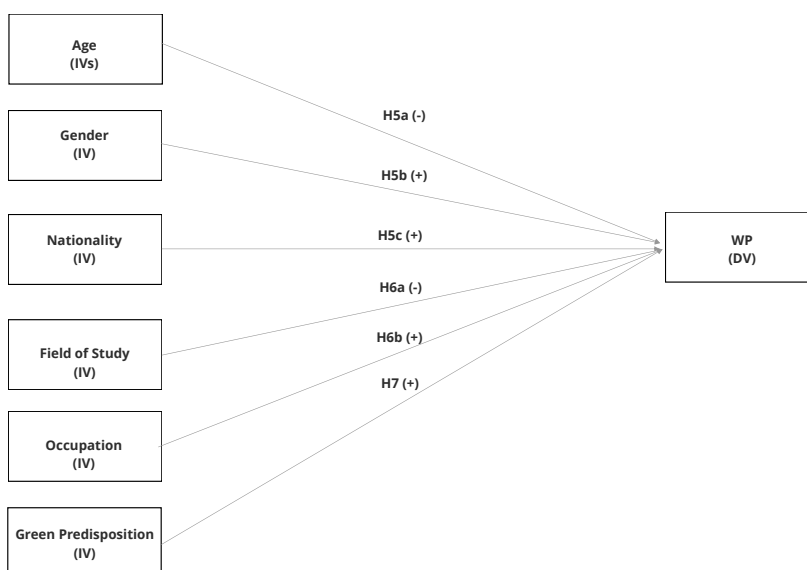 Age
(IVs)
H5a (-)
Gender
(IV)
H5b (+)
Nationality
(IV)
H5c (+)
WP
(DV)
H6a (-)
Field of Study
(IV)
H6b (+)
H7 (+)
Occupation
(IV)
Green Predisposition
(IV)